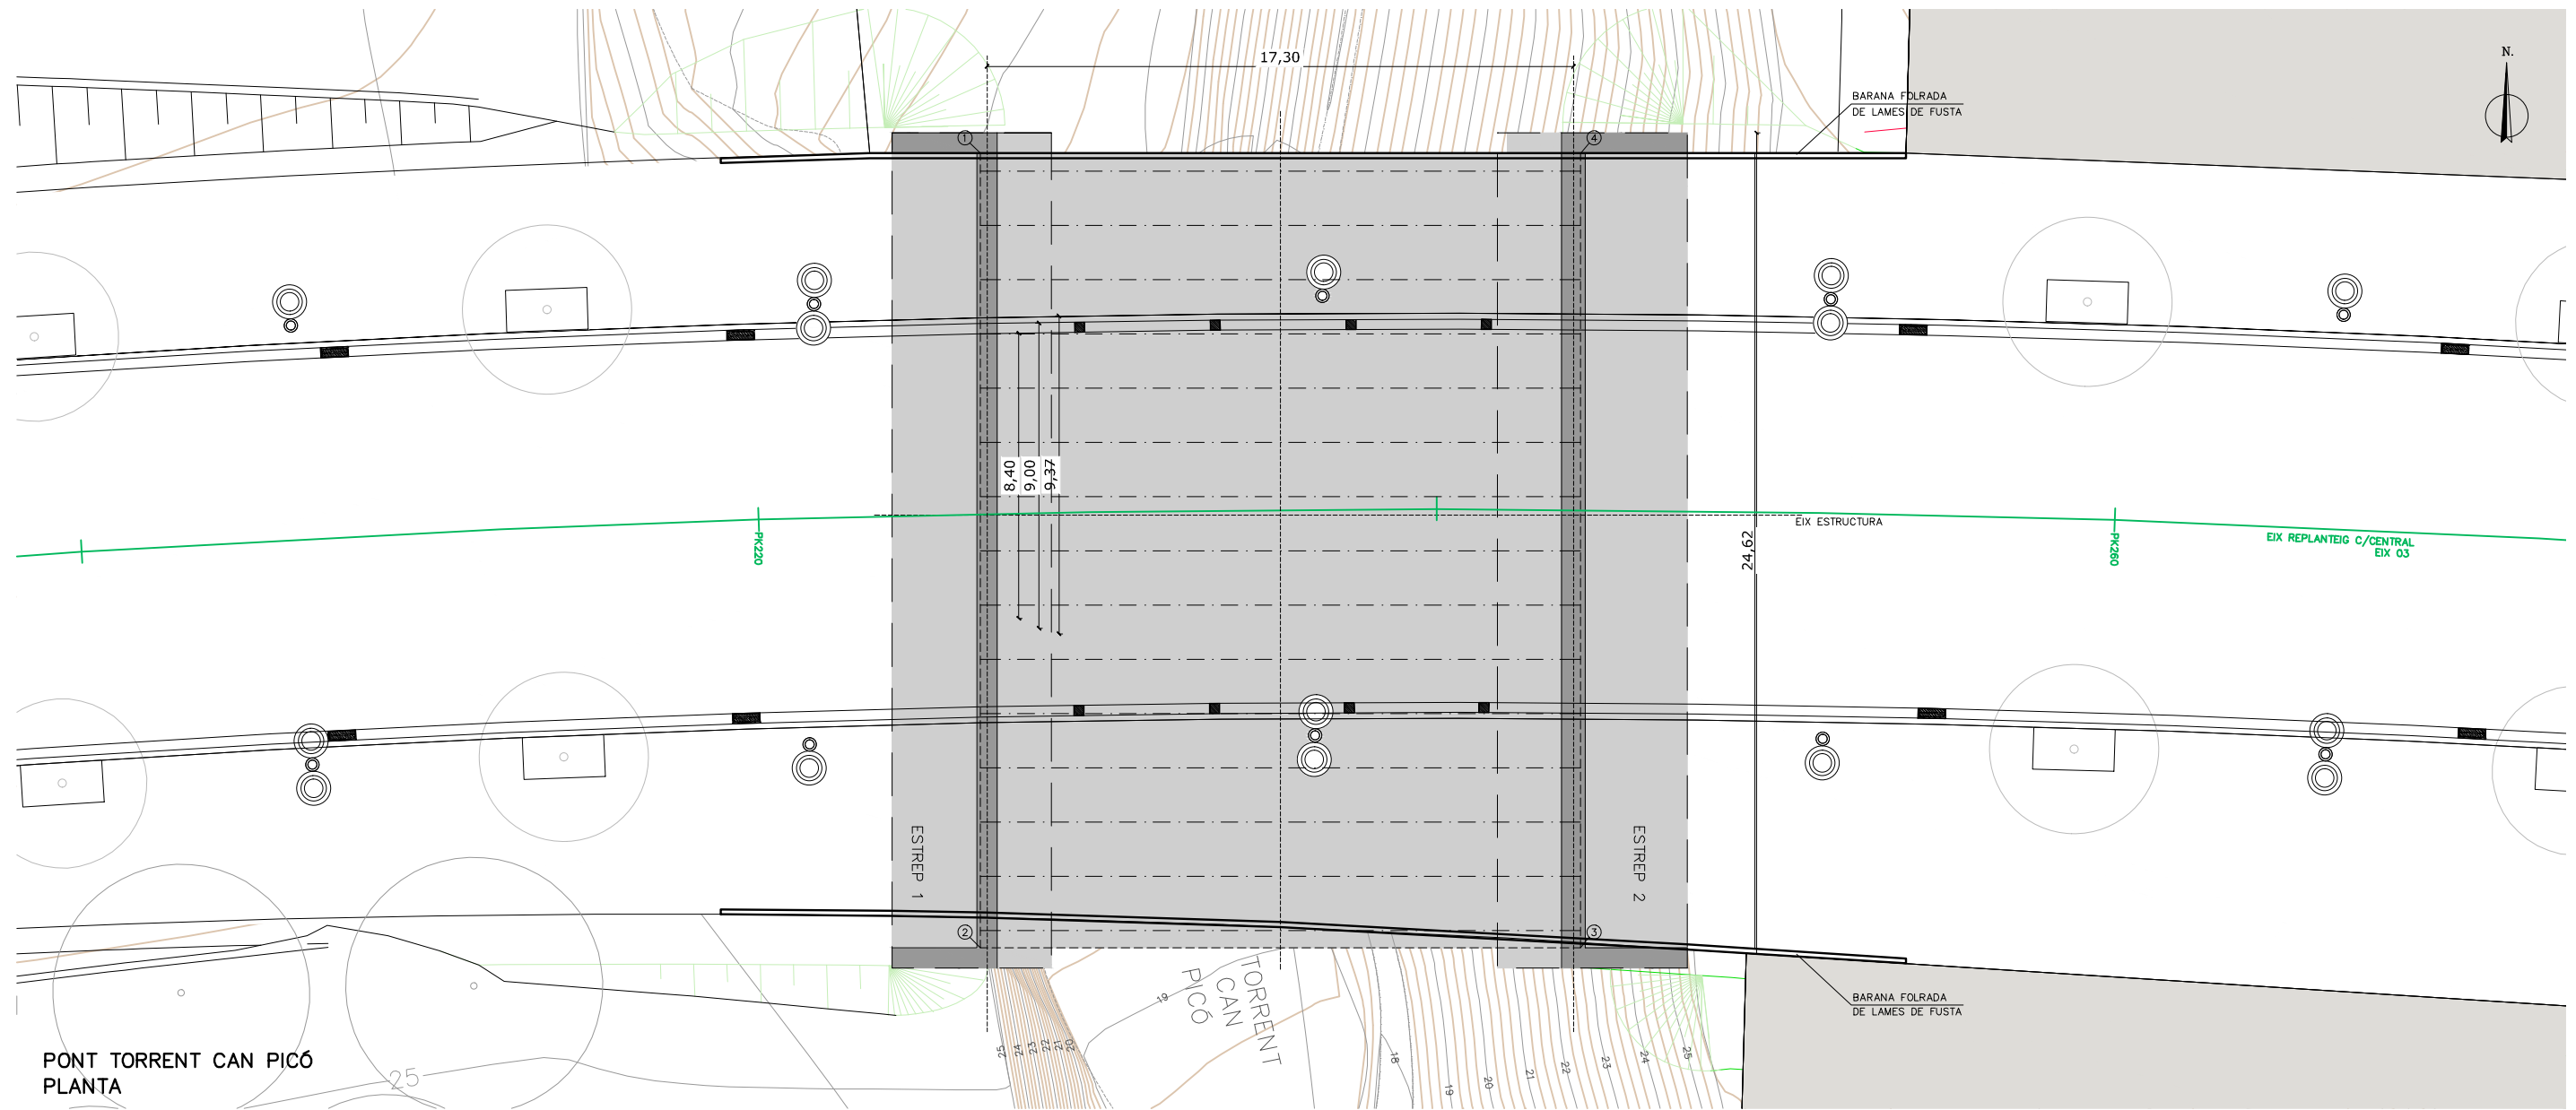 17,30
N.
BARANA FOLRADA
DE LAMES DE FUSTA
1
4
8,40
9,00
9,37
EIX ESTRUCTURA
24,62
PK220
PK260
EIX REPLANTEIG C/CENTRAL
EIX 03
ESTREP 1
ESTREP 2
2
3
TORRENT
CAN
PICÓ
19
BARANA FOLRADA
DE LAMES DE FUSTA
25
24
23
22
21
20
18
19
20
21
22
23
24
25
25
PONT TORRENT CAN PICÓ
PLANTA